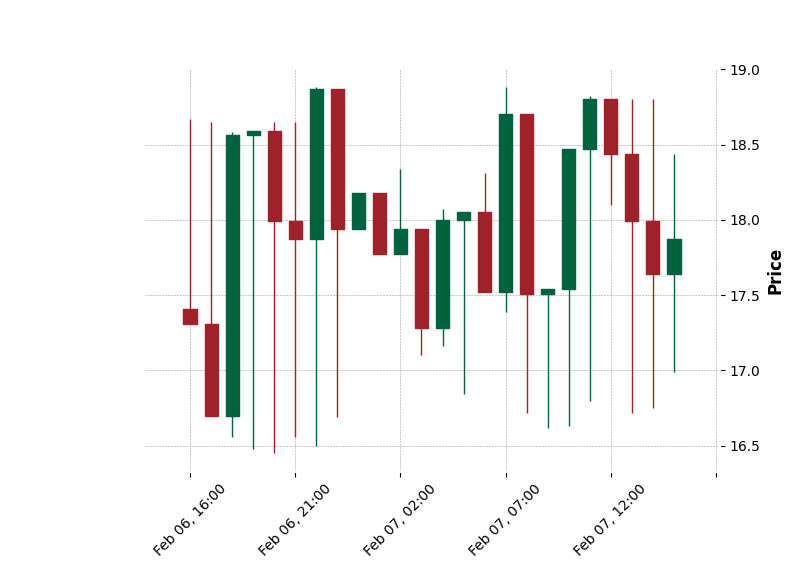 19.0
18.5
18.0
17.5
17.0
16.5
Price
Feb 06, 16:00
Feb 06, 21:00
Feb 07, 02:00
Feb 07, 07:00
Feb 07, 12:00